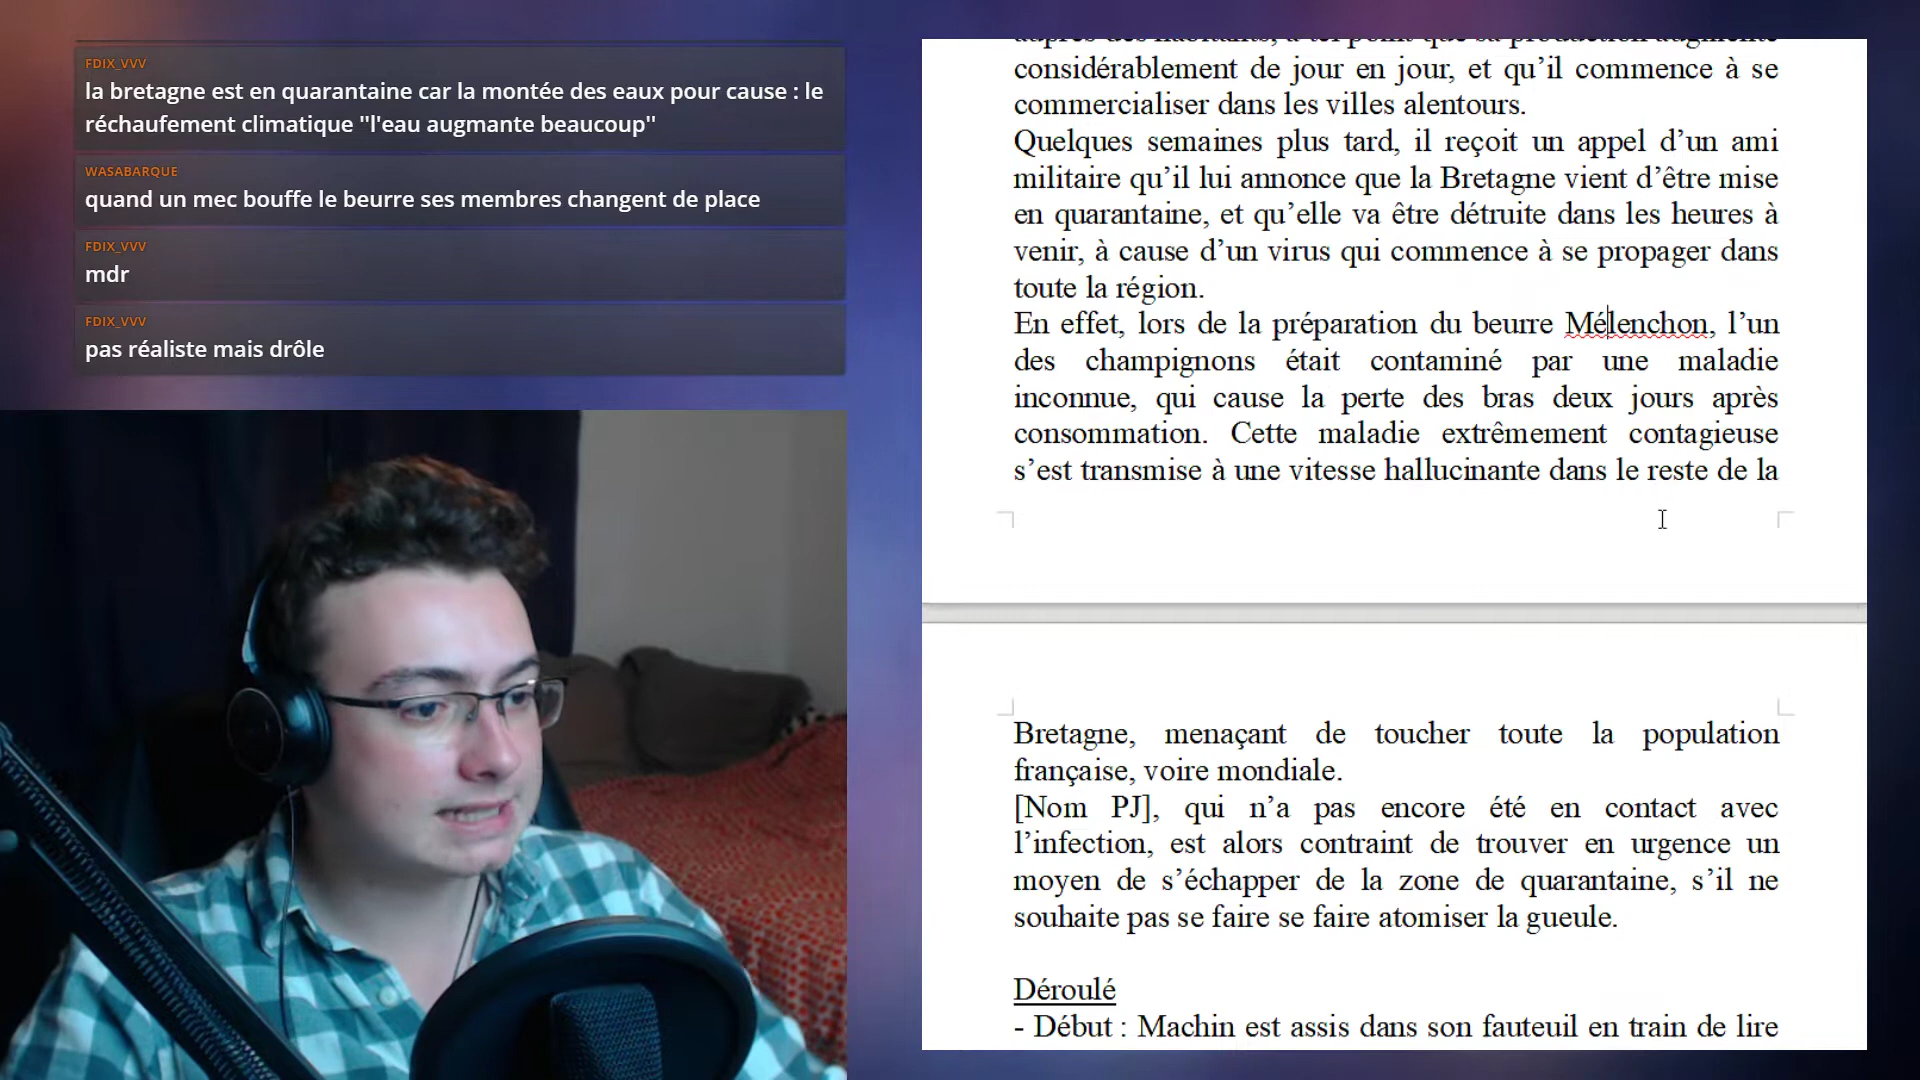 FDIX_VVV
la bretagne est en quarantaine car la montée des eaux pour cause : le
réchaufement climatique "l'eau augmante beaucoup"
WASABARQUE
quand un mec bouffe le beurre ses membres changent de place
FDIX_VVV
mdr
FDIX_VVV
pas réaliste mais drôle
auprès des habitants, à tel point que sa production augmente
considérablement de jour en jour, et qu’il commence à se
commercialiser dans les villes alentours.
Quelques semaines plus tard, il reçoit un appel d’un ami
militaire qu’il lui annonce que la Bretagne vient d’être mise
en quarantaine, et qu’elle va être détruite dans les heures à
venir, à cause d’un virus qui commence à se propager dans
toute la région.
En effet, lors de la préparation du beurre Mélenchon, l’un
des champignons était contaminé par une maladie
inconnue, qui cause la perte des bras deux jours après
consommation. Cette maladie extrêmement contagieuse
s’est transmise à une vitesse hallucinante dans le reste de la
Bretagne, menaçant de toucher toute la population
française, voire mondiale.
[Nom PJ], qui n’a pas encore été en contact avec
l’infection, est alors contraint de trouver en urgence un
moyen de s’échapper de la zone de quarantaine, s’il ne
souhaite pas se faire se faire atomiser la gueule.
Déroulé
- Début : Machin est assis dans son fauteuil en train de lire